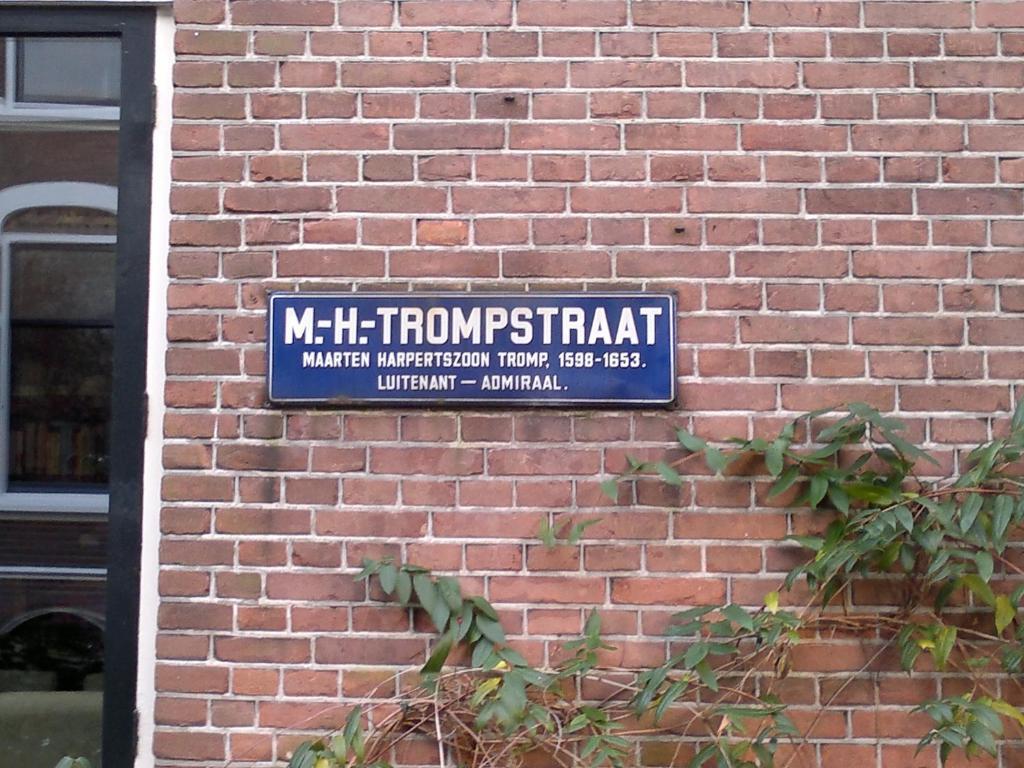 M.-H.-TROMPSTRAAT
MAARTEN HARPERTSZOON TROMP, 1598-1653.
LUITENANT — ADMIRAAL.